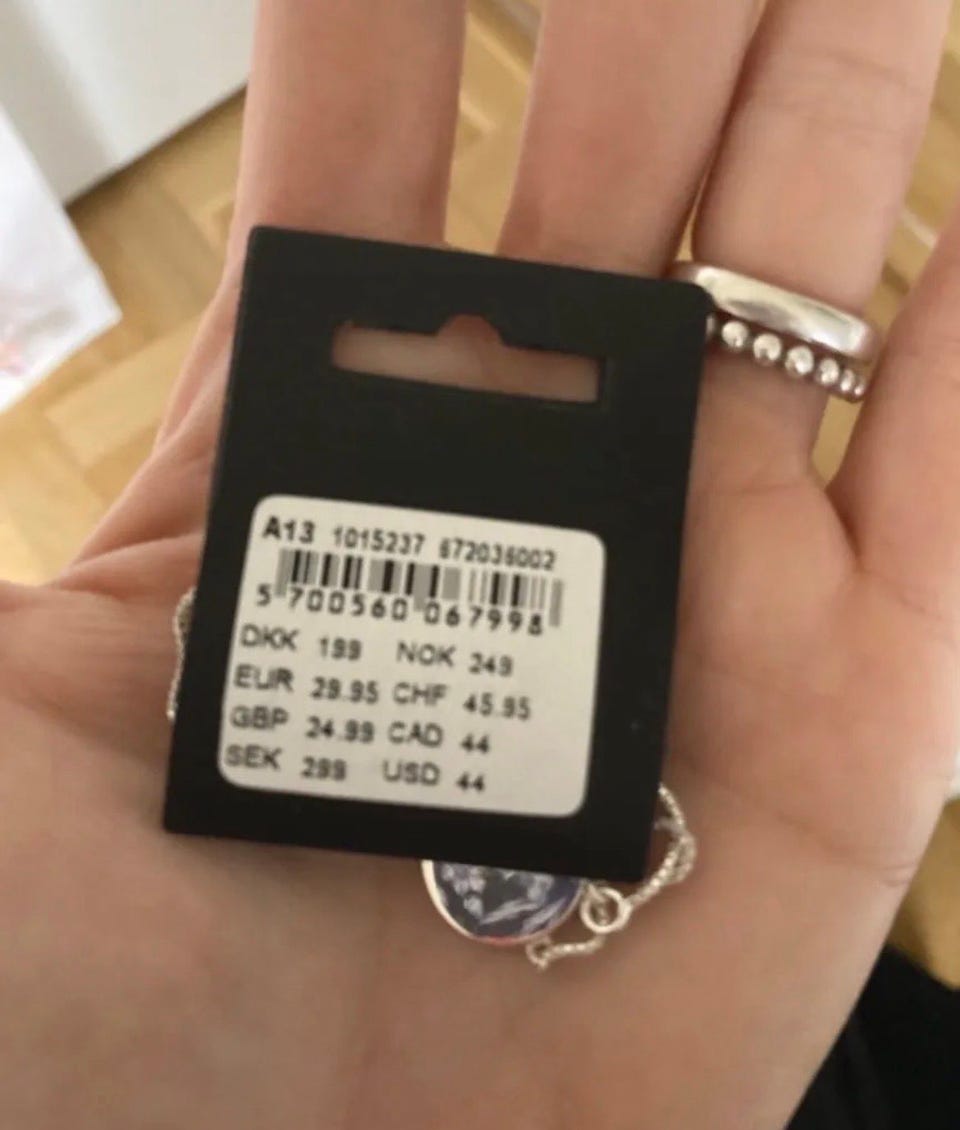 A13 1015237 672036002
5 700560 067998
DKK 199 NOK 249
EUR 29.95 CHF 45.95
GBP 24.99 CAD 44
SEK 299 USD 44